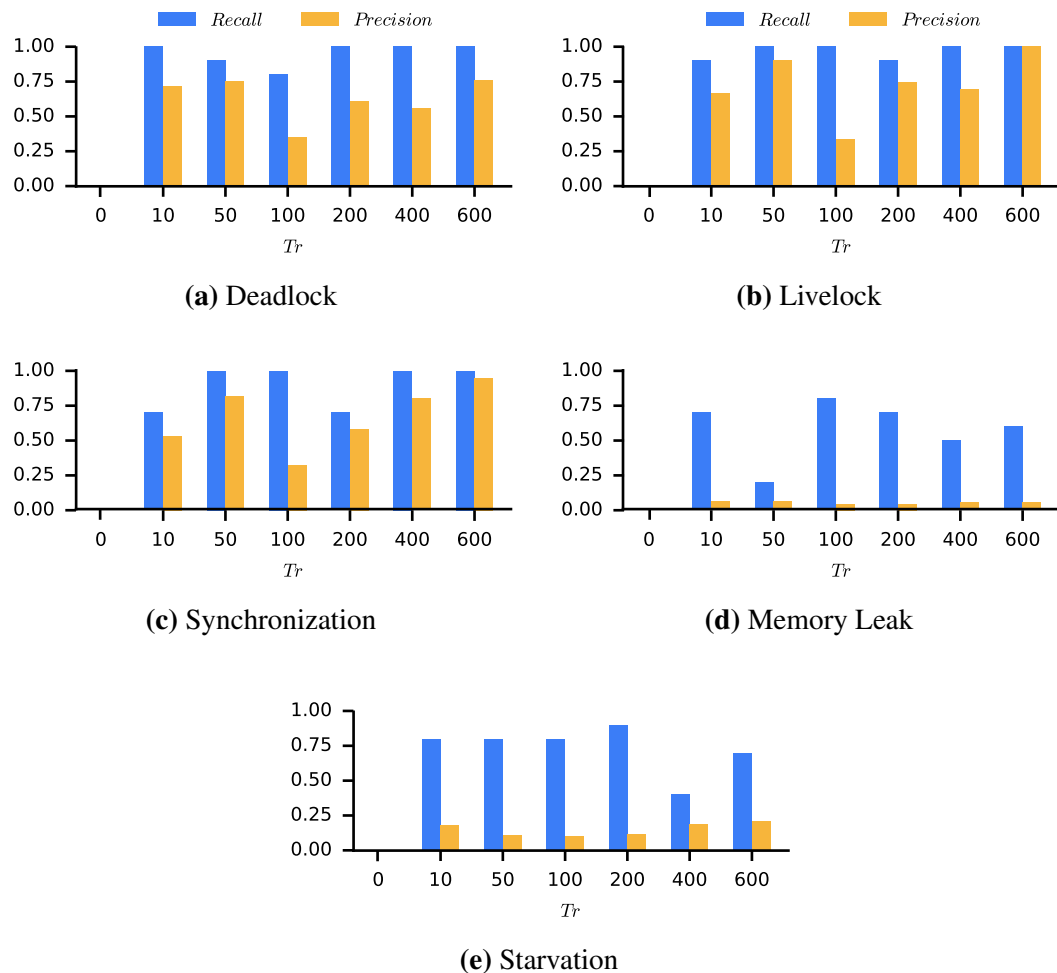 Recall Precision
1.00
0.75
0.50
0.25
0.00
0 10 50 100 200 400 600
Tr
(a) Deadlock
Recall Precision
1.00
0.75
0.50
0.25
0.00
0 10 50 100 200 400 600
Tr
(b) Livelock
1.00
0.75
0.50
0.25
0.00
0 10 50 100 200 400 600
Tr
(c) Synchronization
1.00
0.75
0.50
0.25
0.00
0 10 50 100 200 400 600
Tr
(d) Memory Leak
1.00
0.75
0.50
0.25
0.00
0 10 50 100 200 400 600
Tr
(e) Starvation